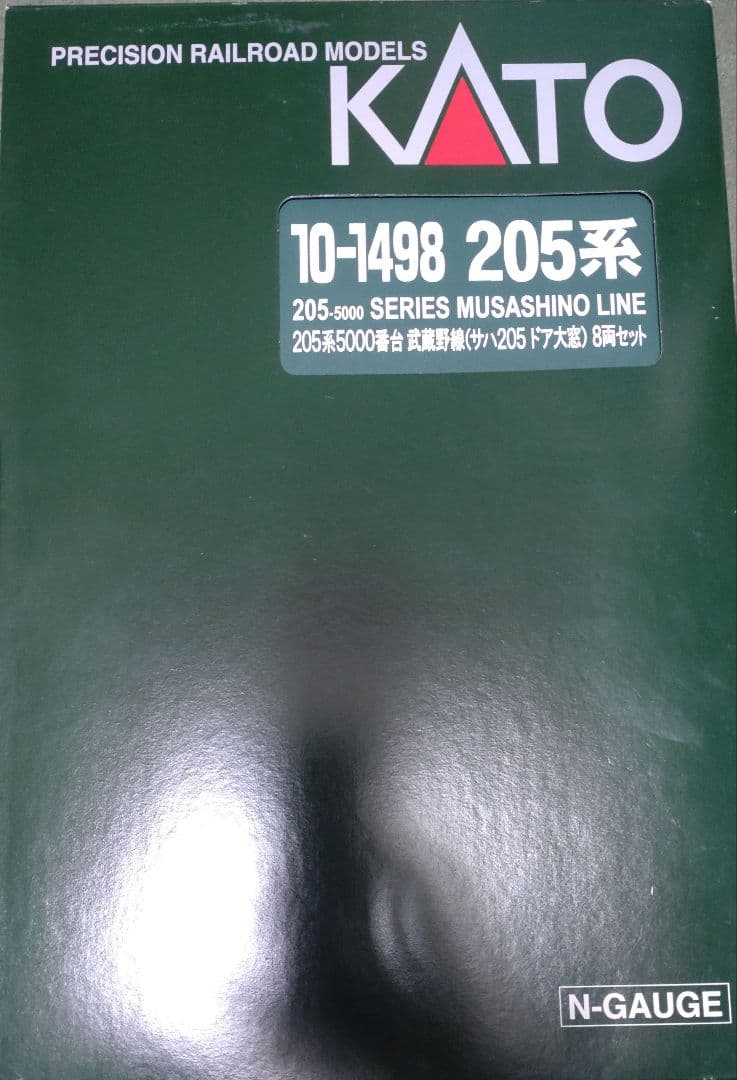 PRECISION RAILROAD MODELS
KATO
10-1498 205系
205-5000 SERIES MUSASHINO LINE
205系5000番台 武蔵野線(サハ205 ドア大窓) 8両セット
N-GAUGE